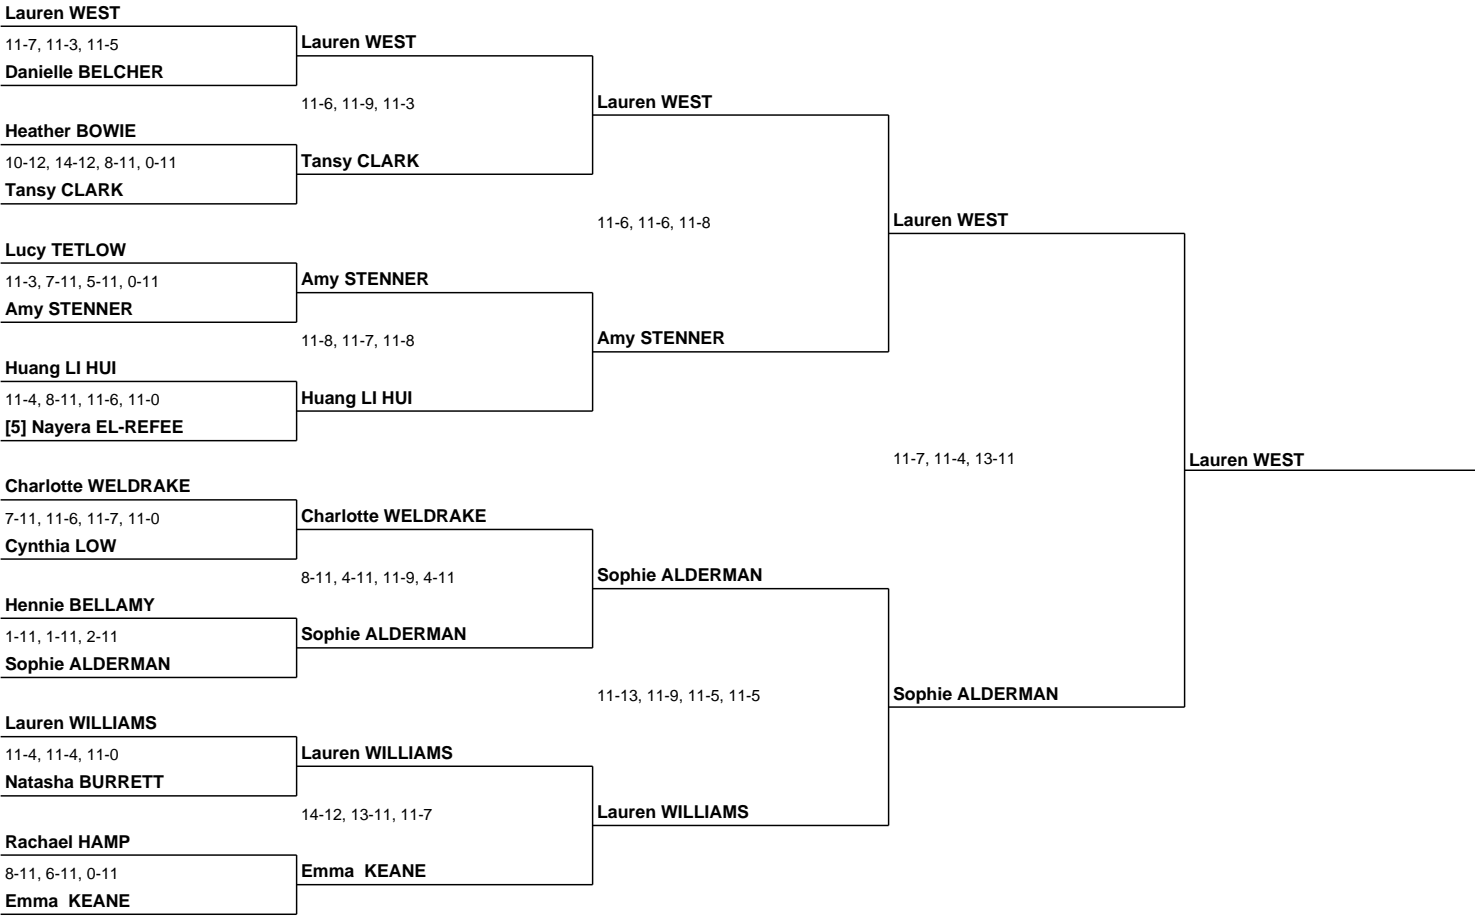 Lauren WEST
11-7, 11-3, 11-5
Danielle BELCHER
Heather BOWIE
10-12, 14-12, 8-11, 0-11
Tansy CLARK
Lucy TETLOW
11-3, 7-11, 5-11, 0-11
Amy STENNER
Huang LI HUI
11-4, 8-11, 11-6, 11-0
[5] Nayera EL-REFEE
Charlotte WELDRAKE
7-11, 11-6, 11-7, 11-0
Cynthia LOW
Hennie BELLAMY
1-11, 1-11, 2-11
Sophie ALDERMAN
Lauren WILLIAMS
11-4, 11-4, 11-0
Natasha BURRETT
Rachael HAMP
8-11, 6-11, 0-11
Emma  KEANE
Lauren WEST
11-6, 11-9, 11-3
Tansy CLARK
Amy STENNER
11-8, 11-7, 11-8
Huang LI HUI
Charlotte WELDRAKE
8-11, 4-11, 11-9, 4-11
Sophie ALDERMAN
Lauren WILLIAMS
14-12, 13-11, 11-7
Emma  KEANE
Lauren WEST
11-6, 11-6, 11-8
Amy STENNER
Sophie ALDERMAN
11-13, 11-9, 11-5, 11-5
Lauren WILLIAMS
Lauren WEST
11-7, 11-4, 13-11
Sophie ALDERMAN
Lauren WEST